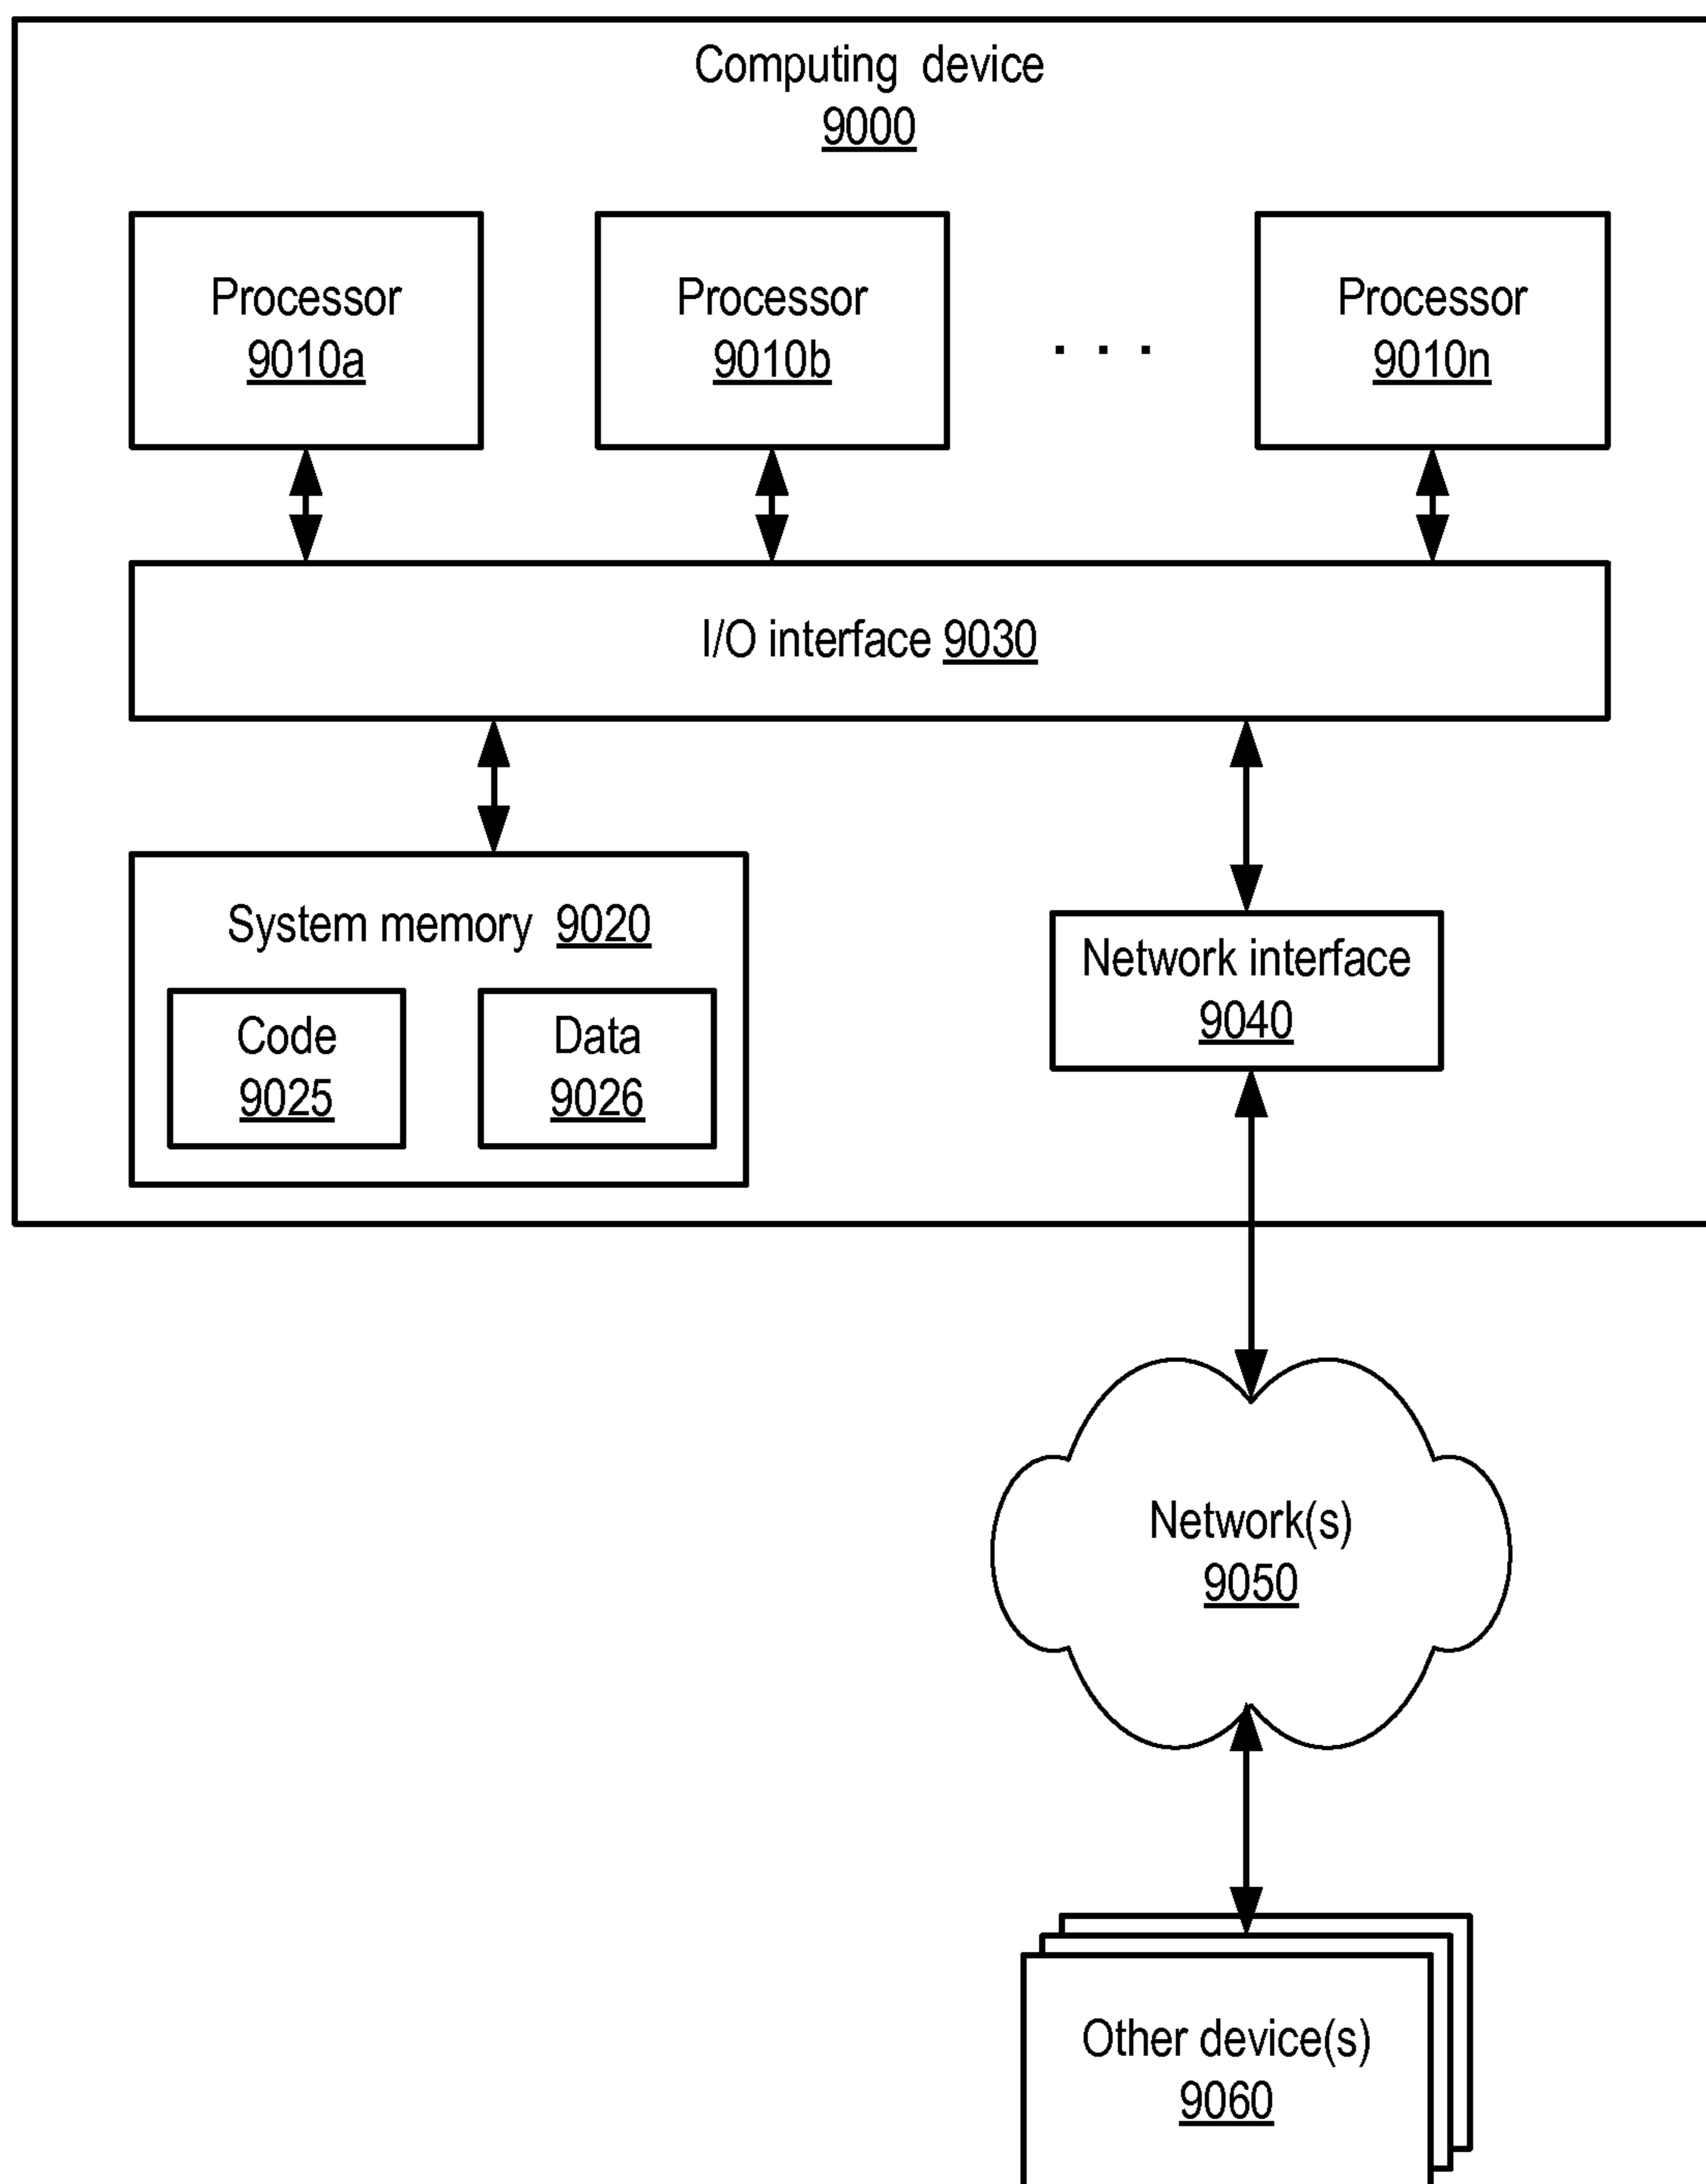 Computing device
9000
Processor
9010a
Processor
9010b
. . .
Processor
9010n
I/O interface 9030
System memory 9020
Code
9025
Data
9026
Network interface
9040
Network(s)
9050
Other device(s)
9060